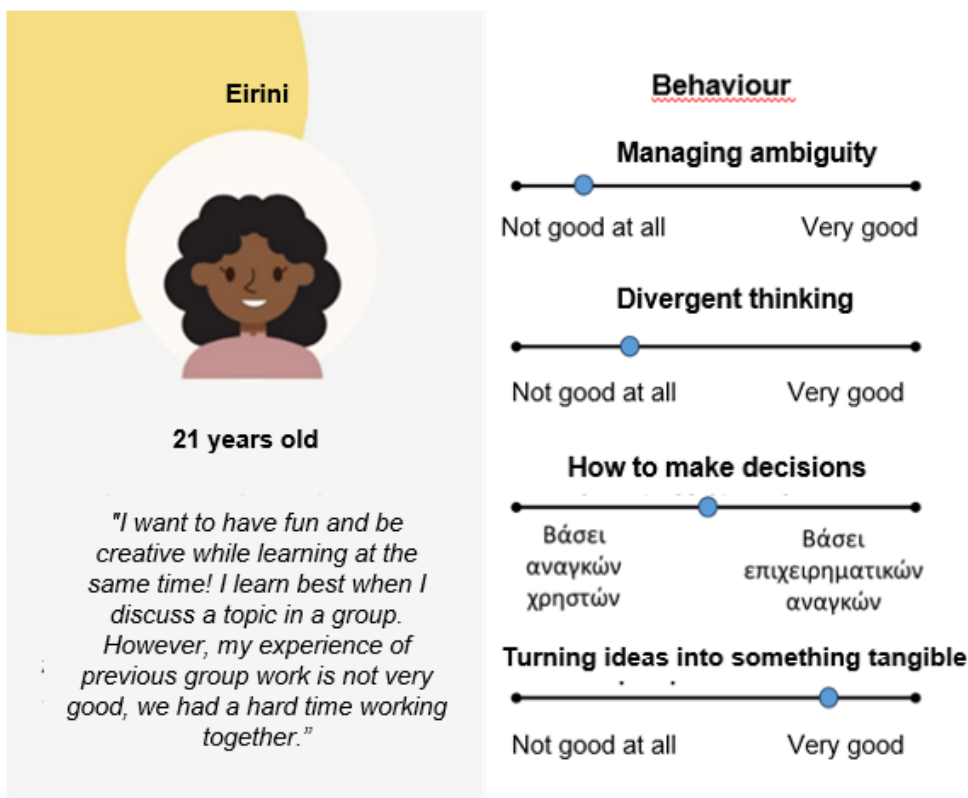 Eirini
21 years old
"I want to have fun and be
creative while learning at the
same time! I learn best when I
discuss a topic in a group.
However, my experience of
previous group work is not very
good, we had a hard time working
together.”
Behaviour
Managing ambiguity
Not good at all Very good
Divergent thinking
Not good at all Very good
How to make decisions
Βάσει
αναγκών
χρηστών
Βάσει
επιχειρηματικών
αναγκών
Turning ideas into something tangible
Not good at all Very good